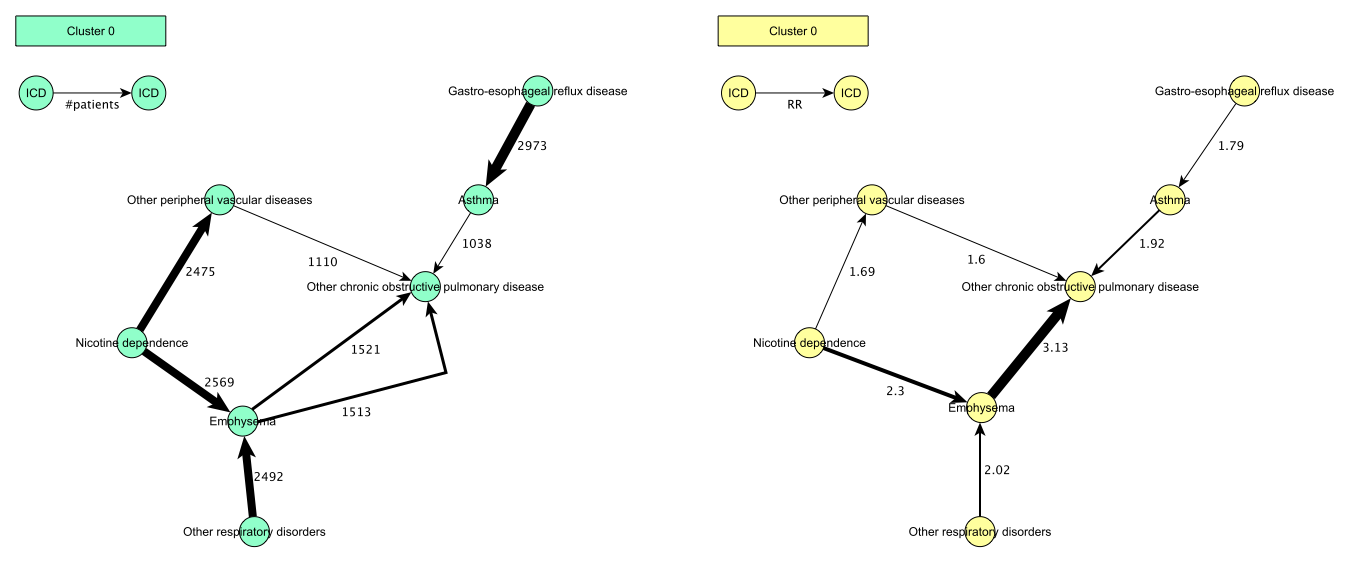 Cluster 0
ICD
ICD
#patients
Gastro-esophageal reflux disease
2973
Other peripheral vascular diseases
Asthma
1038
1110
2475
Other chronic obstructive pulmonary disease
Nicotine dependence
1521
2569
1513
Emphysema
2492
Other respiratory disorders
Cluster 0
ICD
ICD
RR
Gastro-esophageal reflux disease
1.79
Other peripheral vascular diseases
Asthma
1.92
1.6
1.69
Other chronic obstructive pulmonary disease
Nicotine dependence
3.13
2.3
Emphysema
2.02
Other respiratory disorders